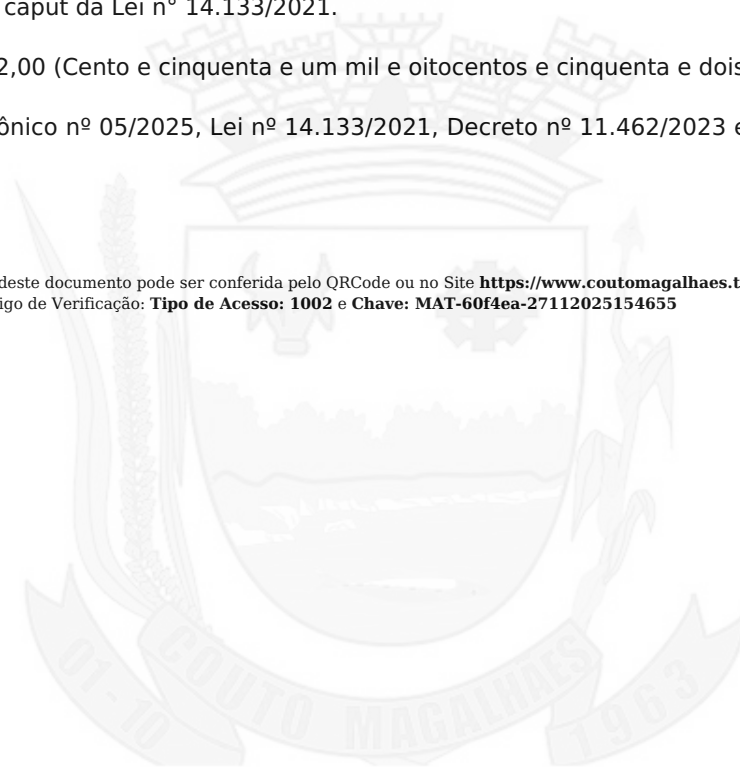 caput da Lei n° 14.133/2021.
2,00 (Cento e cinquenta e um mil e oitocentos e cinquenta e dois
ônico nº 05/2025, Lei nº 14.133/2021, Decreto nº 11.462/2023 e
deste documento pode ser conferida pelo QRCode ou no Site https://www.coutomagalhaes.t
igo de Verificação: Tipo de Acesso: 1002 e Chave: MAT-60f4ea-27112025154655
01-10 COUTO MAGALHÃES 1963